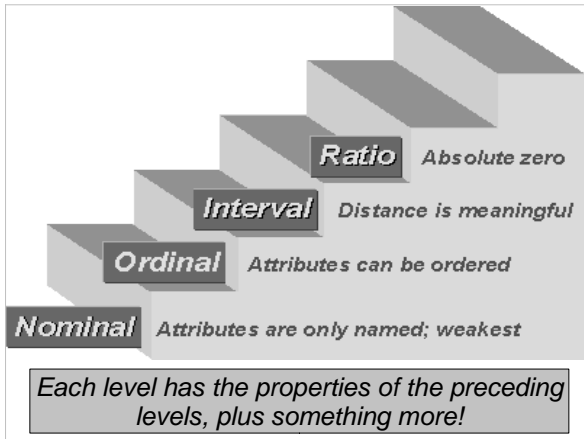 Ratio Absolute zero
Interval Distance is meaningful
Ordinal Attributes can be ordered
Nominal Attributes are only named; weakest
Each level has the properties of the preceding
levels, plus something more!